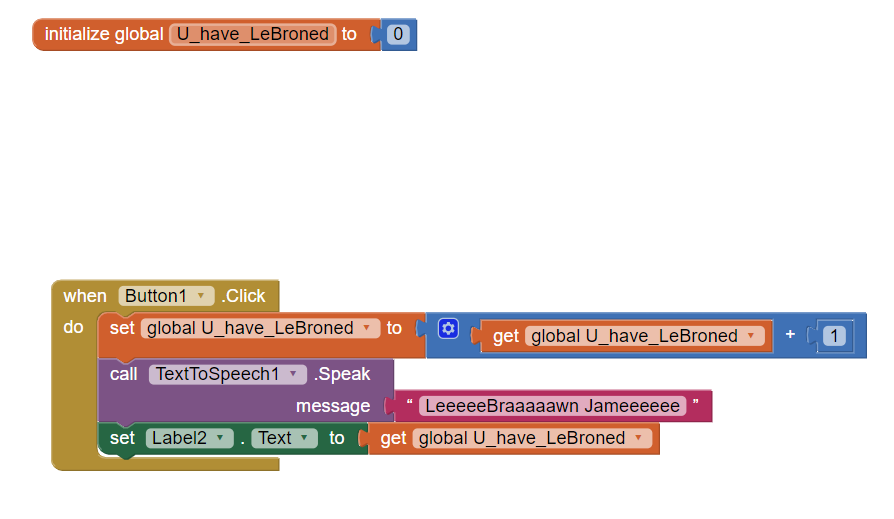 initialize global U_have_LeBroned to 0
when Button1 .Click
do set global U_have_LeBroned to get global U_have_LeBroned + 1
call TextToSpeech1 .Speak
message “ LeeeeeBraaaaawn Jameeeeee ”
set Label2 . Text to get global U_have_LeBroned